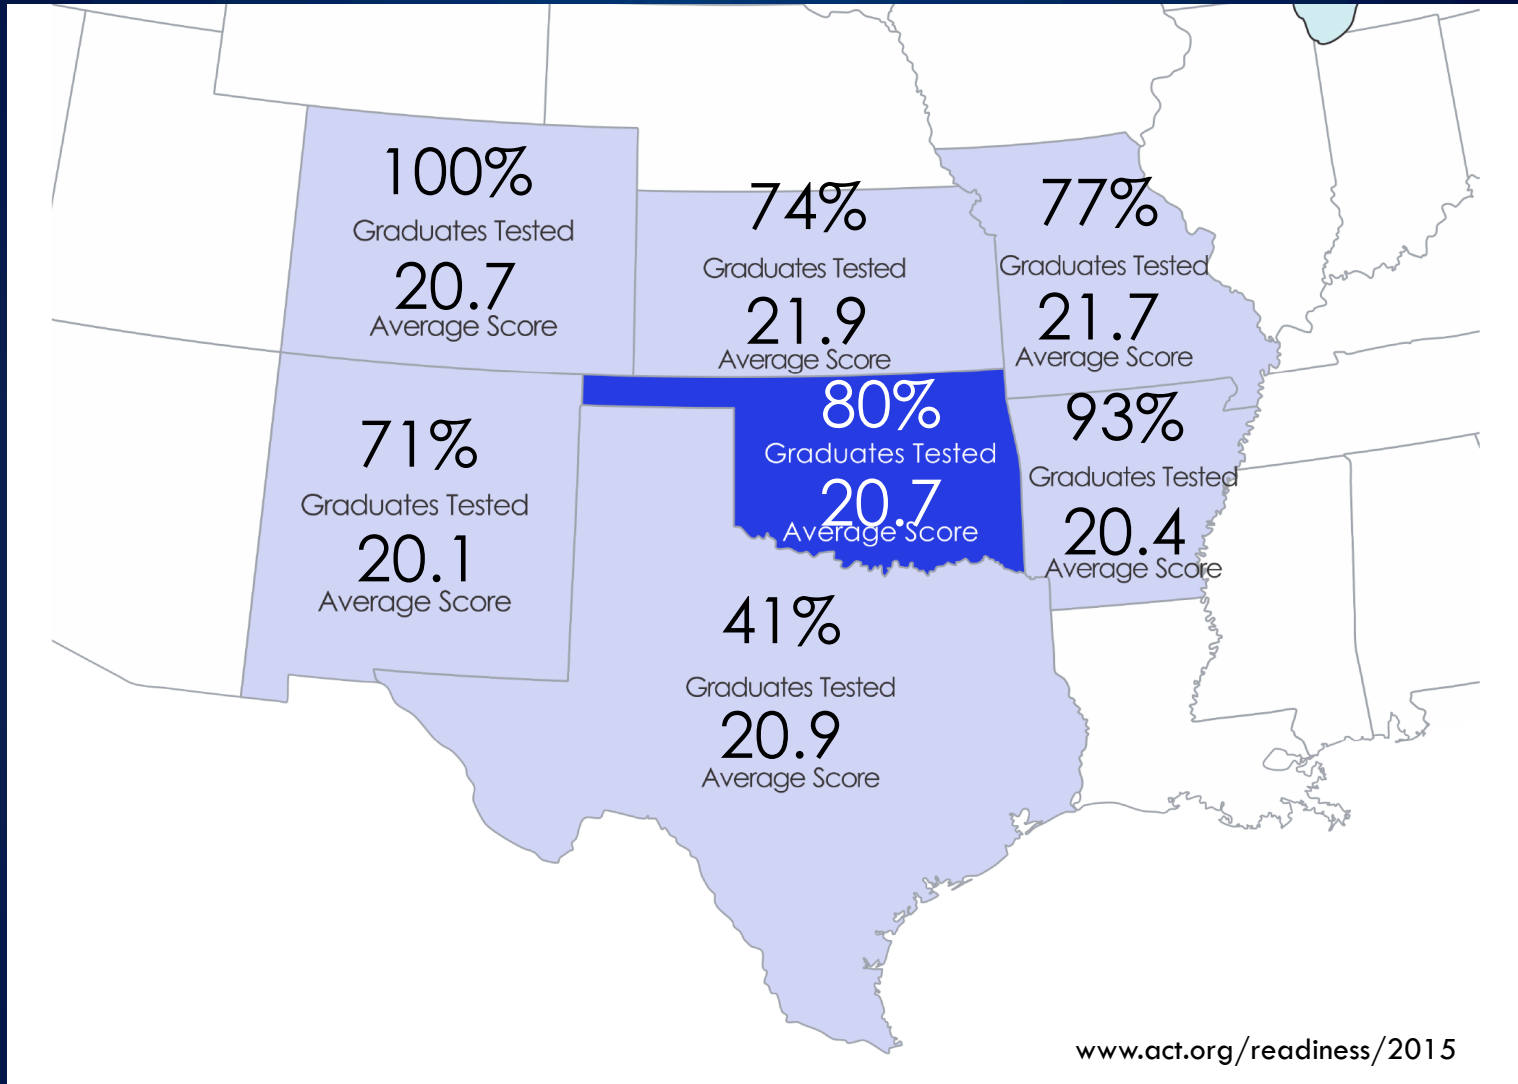 100%
Graduates Tested
20.7
Average Score
74%
Graduates Tested
21.9
Average Score
77%
Graduates Tested
21.7
Average Score
71%
Graduates Tested
20.1
Average Score
80%
Graduates Tested
20.7
Average Score
93%
Graduates Tested
20.4
Average Score
41%
Graduates Tested
20.9
Average Score
www.act.org/readiness/2015